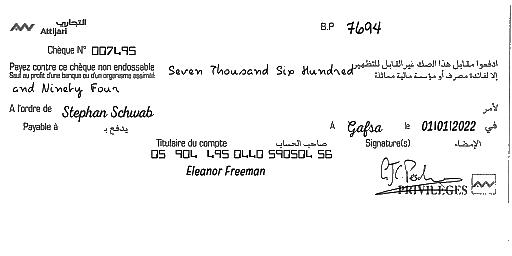 التجاري
Attijari
B.P 7694
Chèque N° 007495
Payez contre ce chèque non endossable
Seven Thousand Six Hundred
ادفعوا مقابل هذا الصك غير القابل للتظهير
Sauf au profit d'une banque ou d'un organisme assimilé
إلا لفائدة مصرف أو مؤسسة مالية مماثلة
and Ninety Four
A l'ordre de Stephan Schwab
لأمر
Payable à
يدفع بـ
A Gafsa le 01/01/2022 في
Titulaire du compte صاحب الحساب
Signature(s) الإمضاء
05 904 495 0440 590504 56
Eleanor Freeman
PRIVILÈGES